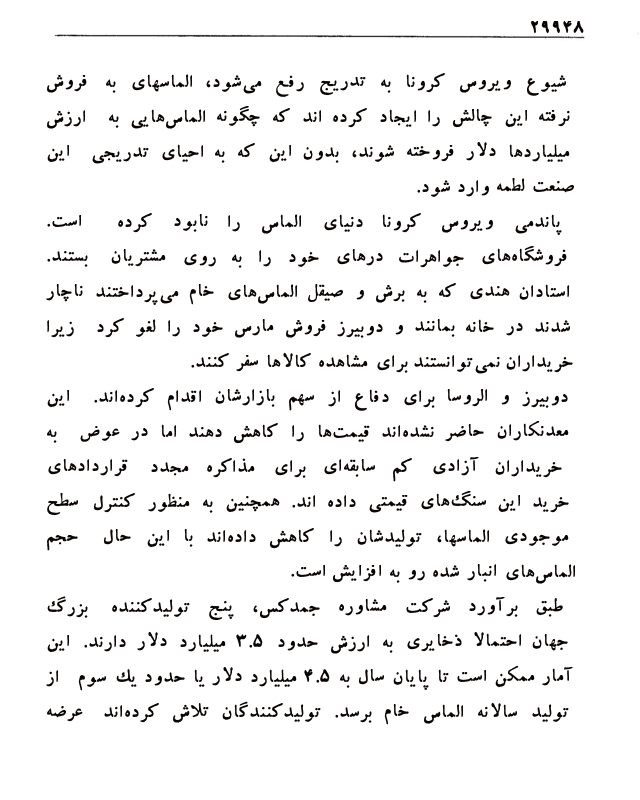 ۲۹۹۴۸
شیوع ویروس کرونا به تدریج رفع می‌شود، الماسهای به فروش
نرفته این چالش را ایجاد کرده اند که چگونه الماس‌هایی به ارزش
میلیاردها دلار فروخته شوند، بدون این که به احیای تدریجی این
صنعت لطمه وارد شود.
پاندمی ویروس کرونا دنیای الماس را نابود کرده است.
فروشگاه‌های جواهرات درهای خود را به روی مشتریان بستند.
استادان هندی که به برش و صیقل الماس‌های خام می‌پرداختند ناچار
شدند در خانه بمانند و دوبیرز فروش مارس خود را لغو کرد زیرا
خریداران نمی‌توانستند برای مشاهده کالاها سفر کنند.
دوبیرز و الروسا برای دفاع از سهم بازارشان اقدام کرده‌اند. این
معدنکاران حاضر نشده‌اند قیمت‌ها را کاهش دهند اما در عوض به
خریداران آزادی کم سابقه‌ای برای مذاکره مجدد قراردادهای
خرید این سنگ‌های قیمتی داده اند. همچنین به منظور کنترل سطح
موجودی الماسها، تولیدشان را کاهش داده‌اند با این حال حجم
الماس‌های انبار شده رو به افزایش است.
طبق برآورد شرکت مشاوره جمدکس، پنج تولیدکننده بزرگ
جهان احتمالا ذخایری به ارزش حدود ۳.۵ میلیارد دلار دارند. این
آمار ممکن است تا پایان سال به ۴.۵ میلیارد دلار یا حدود یك سوم از
تولید سالانه الماس خام برسد. تولیدکنندگان تلاش کرده‌اند عرضه